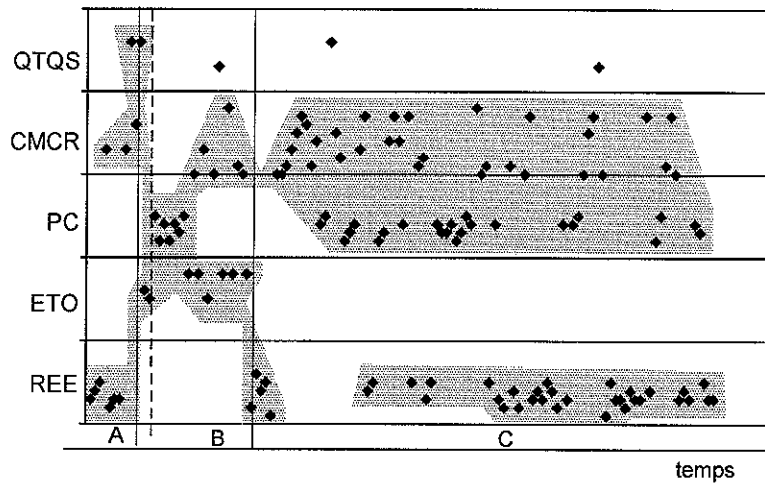 QTQS
CMCR
PC
ETO
REE
A B C
temps